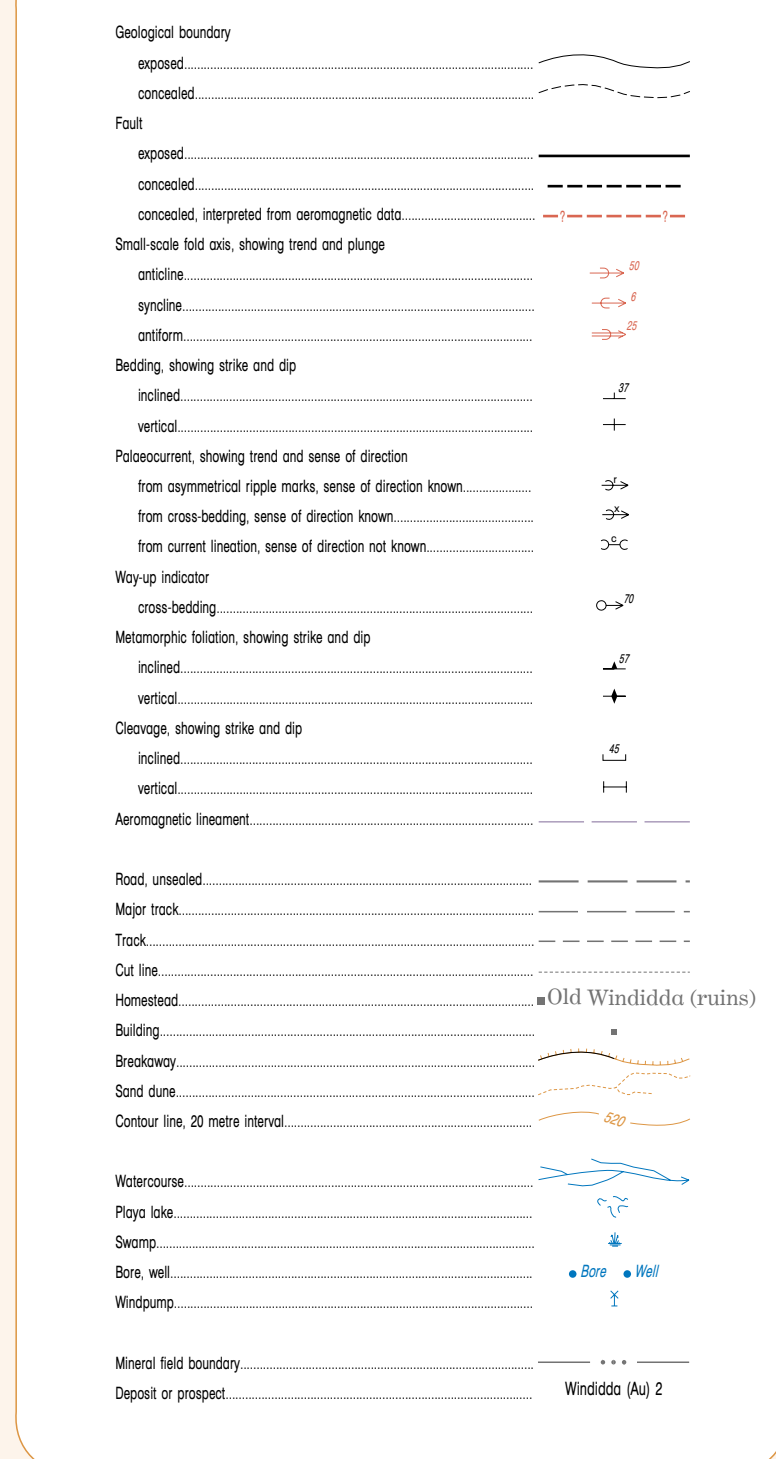 Geological boundary
exposed
concealed
Fault
exposed
concealed
concealed, interpreted from aeromagnetic data ? ?
Small-scale fold axis, showing trend and plunge
anticline 50
syncline 6
antiform 25
Bedding, showing strike and dip
inclined 37
vertical
Palaeocurrent, showing trend and sense of direction
from asymmetrical ripple marks, sense of direction known r
from cross-bedding, sense of direction known x
from current lineation, sense of direction not known c
Way-up indicator
cross-bedding 70
Metamorphic foliation, showing strike and dip
inclined 57
vertical
Cleavage, showing strike and dip
inclined 45
vertical
Aeromagnetic lineament
Road, unsealed
Major track
Track
Cut line
Homestead Old Windidda (ruins)
Building
Breakaway
Sand dune
Contour line, 20 metre interval 520
Watercourse
Playa lake
Swamp
Bore, well Bore Well
Windpump
Mineral field boundary
Deposit or prospect Windidda (Au) 2